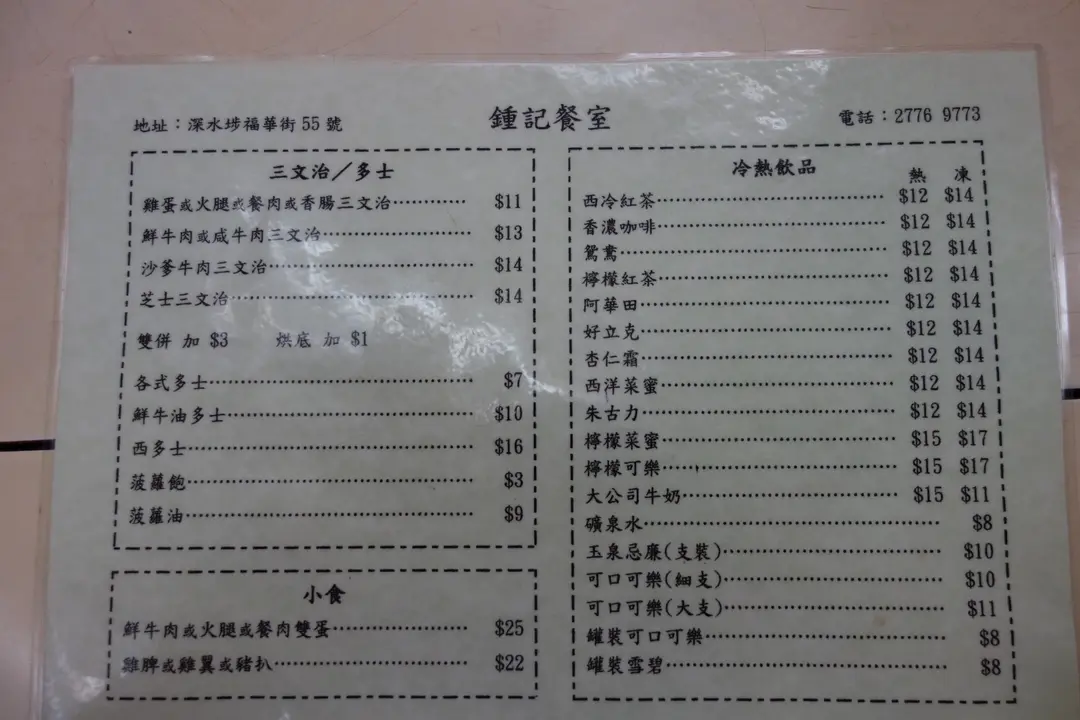 地址：深水埗福華街 55 號
鍾記餐室
電話：2776 9773
三文治／多士
雞蛋或火腿或餐肉或香腸三文治………… $11
鮮牛肉或咸牛肉三文治………… $13
沙爹牛肉三文治………… $14
芝士三文治………… $14
雙併 加 $3 烘底 加 $1
各式多士………… $7
鮮牛油多士………… $10
西多士………… $16
菠蘿飽………… $3
菠蘿油………… $9
小食
鮮牛肉或火腿或餐肉雙蛋………… $25
雞脾或雞翼或豬扒………… $22
冷熱飲品
熱 凍
西冷紅茶………… $12 $14
香濃咖啡………… $12 $14
鴛鴦………… $12 $14
檸檬紅茶………… $12 $14
阿華田………… $12 $14
好立克………… $12 $14
杏仁霜………… $12 $14
西洋菜蜜………… $12 $14
朱古力………… $12 $14
檸檬菜蜜………… $15 $17
檸檬可樂………… $15 $17
大公司牛奶………… $15 $11
礦泉水………… $8
玉泉忌廉(支裝)………… $10
可口可樂(細支)………… $10
可口可樂(大支)………… $11
罐裝可口可樂………… $8
罐裝雪碧………… $8